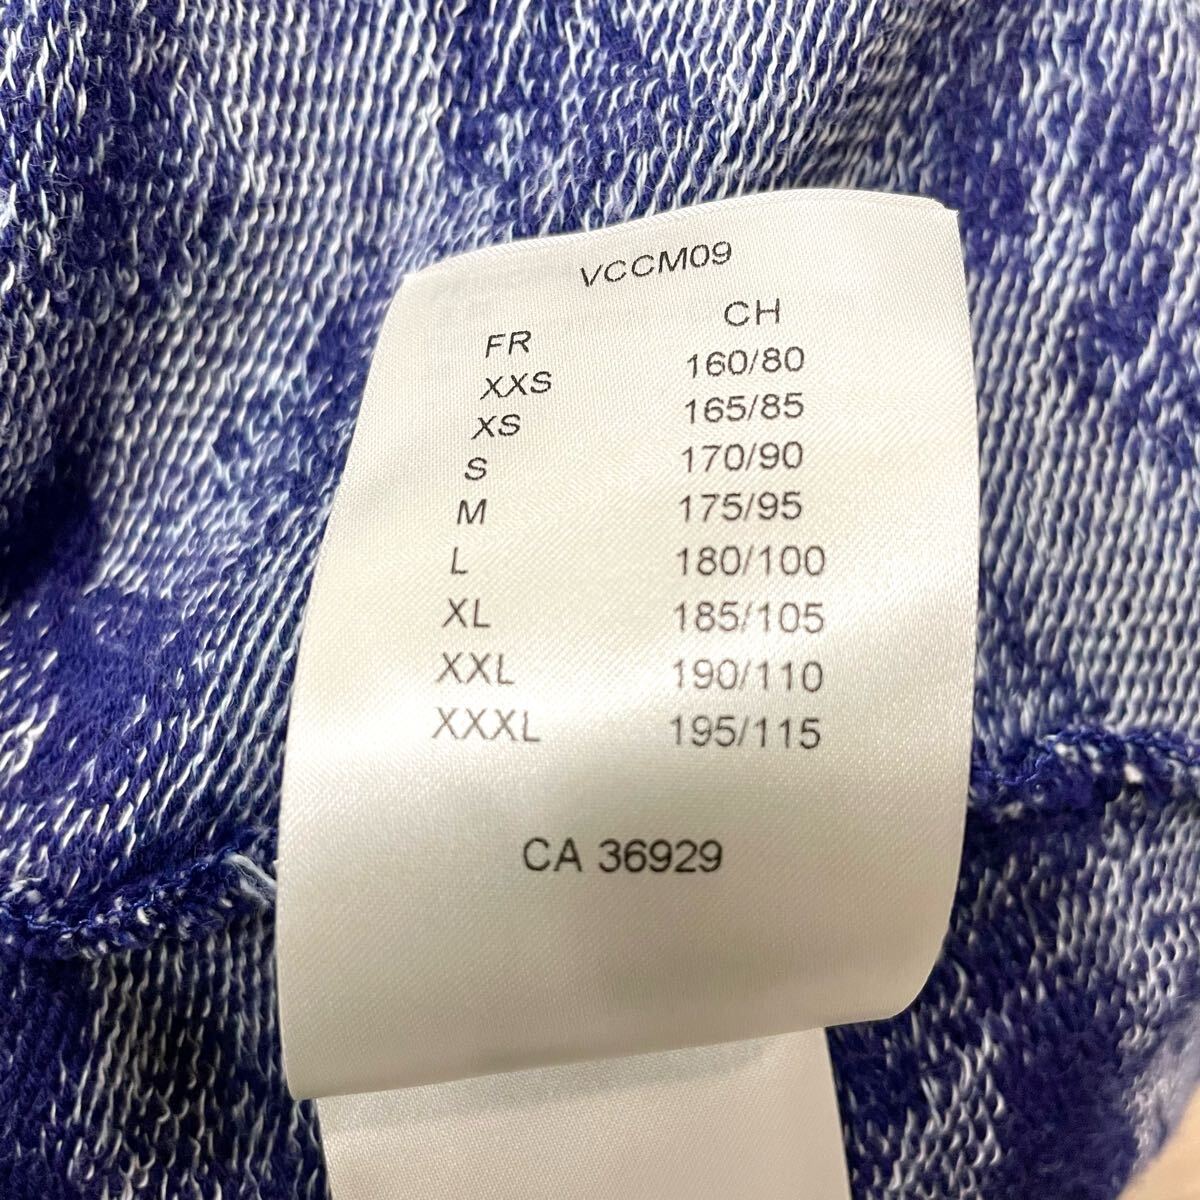 VCCM09
FR CH
XXS 160/80
XS 165/85
S 170/90
M 175/95
L 180/100
XL 185/105
XXL 190/110
XXXL 195/115
CA 36929